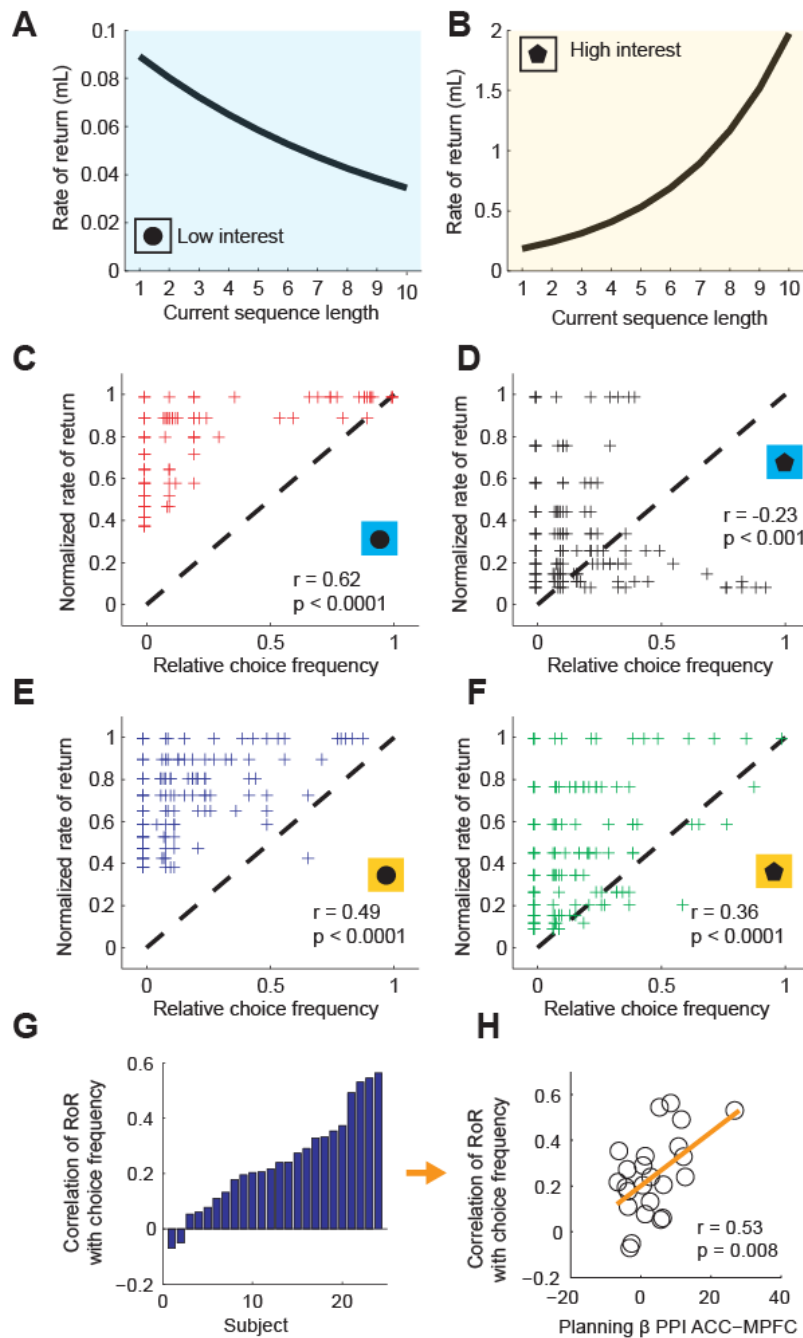 A
Rate of return (mL)
0.1
0.08
0.06
0.04
0.02
0
Low interest
1 2 3 4 5 6 7 8 9 10
Current sequence length
B
Rate of return (mL)
2
1.5
1
0.5
0
High interest
1 2 3 4 5 6 7 8 9 10
Current sequence length
C
Normalized rate of return
1
0.8
0.6
0.4
0.2
0
r = 0.62
p < 0.0001
0 0.5 1
Relative choice frequency
D
Normalized rate of return
1
0.8
0.6
0.4
0.2
0
r = -0.23
p < 0.001
0 0.5 1
Relative choice frequency
E
Normalized rate of return
1
0.8
0.6
0.4
0.2
0
r = 0.49
p < 0.0001
0 0.5 1
Relative choice frequency
F
Normalized rate of return
1
0.8
0.6
0.4
0.2
0
r = 0.36
p < 0.0001
0 0.5 1
Relative choice frequency
G
Correlation of RoR
with choice frequency
0.6
0.4
0.2
0
−0.2
0 10 20
Subject
H
Correlation of RoR
with choice frequency
0.6
0.4
0.2
0
−0.2
r = 0.53
p = 0.008
−20 0 20 40
Planning β PPI ACC−MPFC